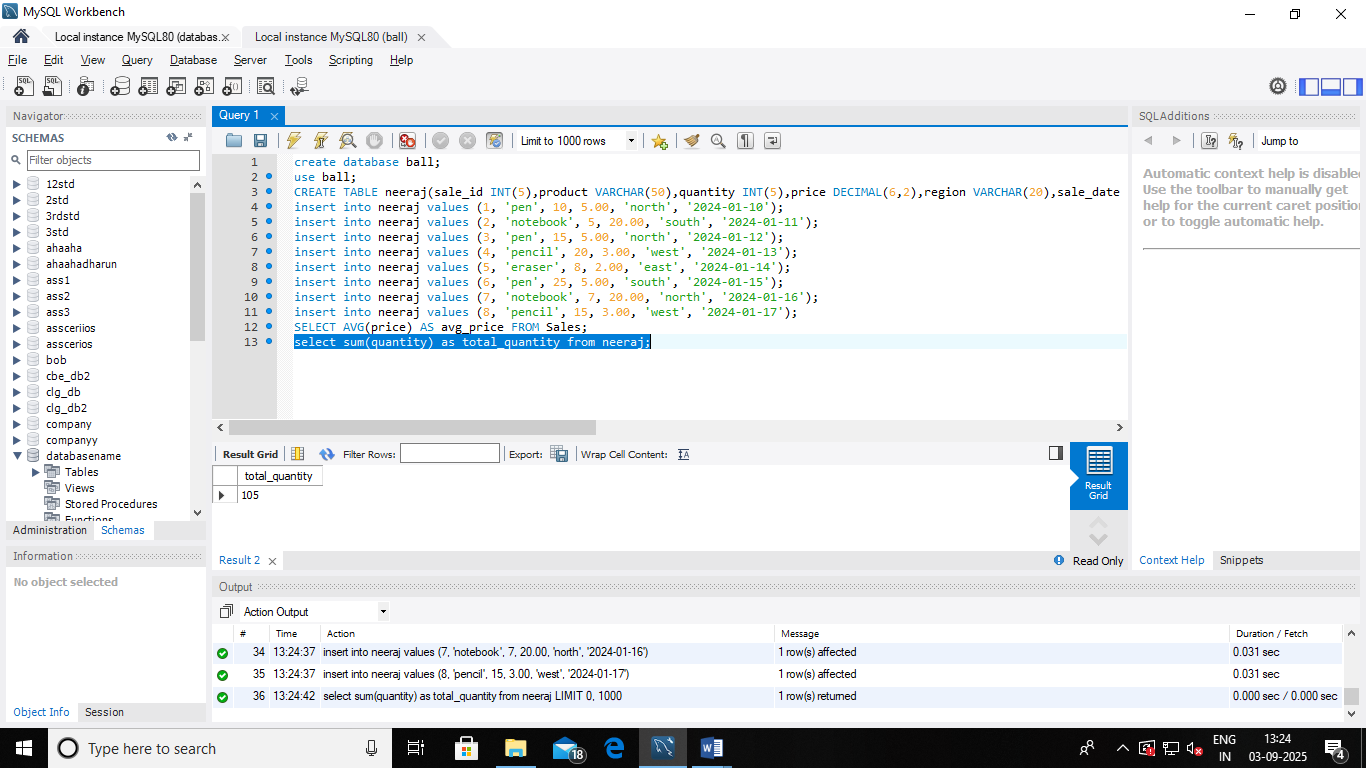 MySQL Workbench
Local instance MySQL80 (databas... Local instance MySQL80 (ball)
File Edit View Query Database Server Tools Scripting Help
Navigator
SCHEMAS
Filter objects
12std
2std
3rdstd
3std
ahaaha
ahaahadharun
ass1
ass2
ass3
assceriios
asscerios
bob
cbe_db2
clg_db
clg_db2
company
companyy
databasename
Tables
Views
Stored Procedures
Functions
Administration Schemas
Information
No object selected
Object Info Session
Query 1
Limit to 1000 rows
1 create database ball;
2 use ball;
3 CREATE TABLE neeraj(sale_id INT(5),product VARCHAR(50),quantity INT(5),price DECIMAL(6,2),region VARCHAR(20),sale_date
4 insert into neeraj values (1, 'pen', 10, 5.00, 'north', '2024-01-10');
5 insert into neeraj values (2, 'notebook', 5, 20.00, 'south', '2024-01-11');
6 insert into neeraj values (3, 'pen', 15, 5.00, 'north', '2024-01-12');
7 insert into neeraj values (4, 'pencil', 20, 3.00, 'west', '2024-01-13');
8 insert into neeraj values (5, 'eraser', 8, 2.00, 'east', '2024-01-14');
9 insert into neeraj values (6, 'pen', 25, 5.00, 'south', '2024-01-15');
10 insert into neeraj values (7, 'notebook', 7, 20.00, 'north', '2024-01-16');
11 insert into neeraj values (8, 'pencil', 15, 3.00, 'west', '2024-01-17');
12 SELECT AVG(price) AS avg_price FROM Sales;
13 select sum(quantity) as total_quantity from neeraj;
Result Grid Filter Rows: Export: Wrap Cell Content:
total_quantity
105
Result Grid
Result 2 Read Only
SQLAdditions
Jump to
Automatic context help is disabled
Use the toolbar to manually get
help for the current caret position
or to toggle automatic help.
Context Help Snippets
Output
Action Output
# Time Action Message Duration / Fetch
34 13:24:37 insert into neeraj values (7, 'notebook', 7, 20.00, 'north', '2024-01-16') 1 row(s) affected 0.031 sec
35 13:24:37 insert into neeraj values (8, 'pencil', 15, 3.00, 'west', '2024-01-17') 1 row(s) affected 0.031 sec
36 13:24:42 select sum(quantity) as total_quantity from neeraj LIMIT 0, 1000 1 row(s) returned 0.000 sec / 0.000 sec
Type here to search
18
ENG
IN
13:24
03-09-2025
4